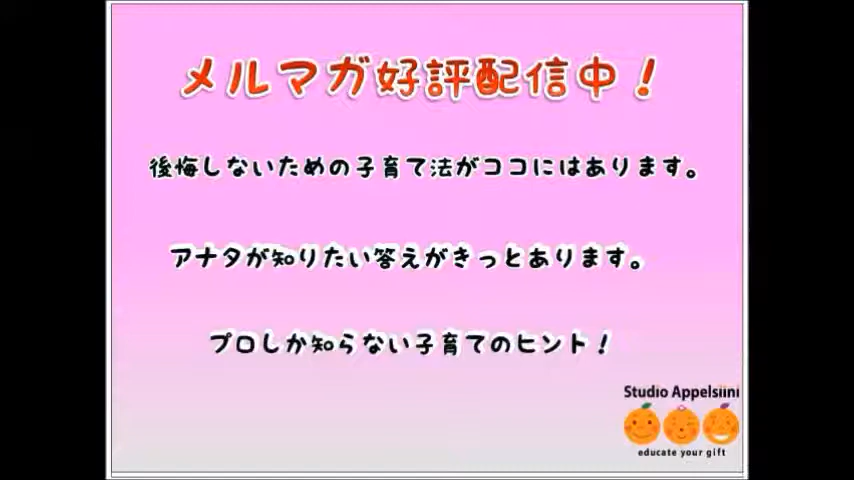 メルマガ好評配信中！
後悔しないための子育て法がココにはあります。
アナタが知りたい答えがきっとあります。
プロしか知らない子育てのヒント！
Studio Appelsiini
educate your gift